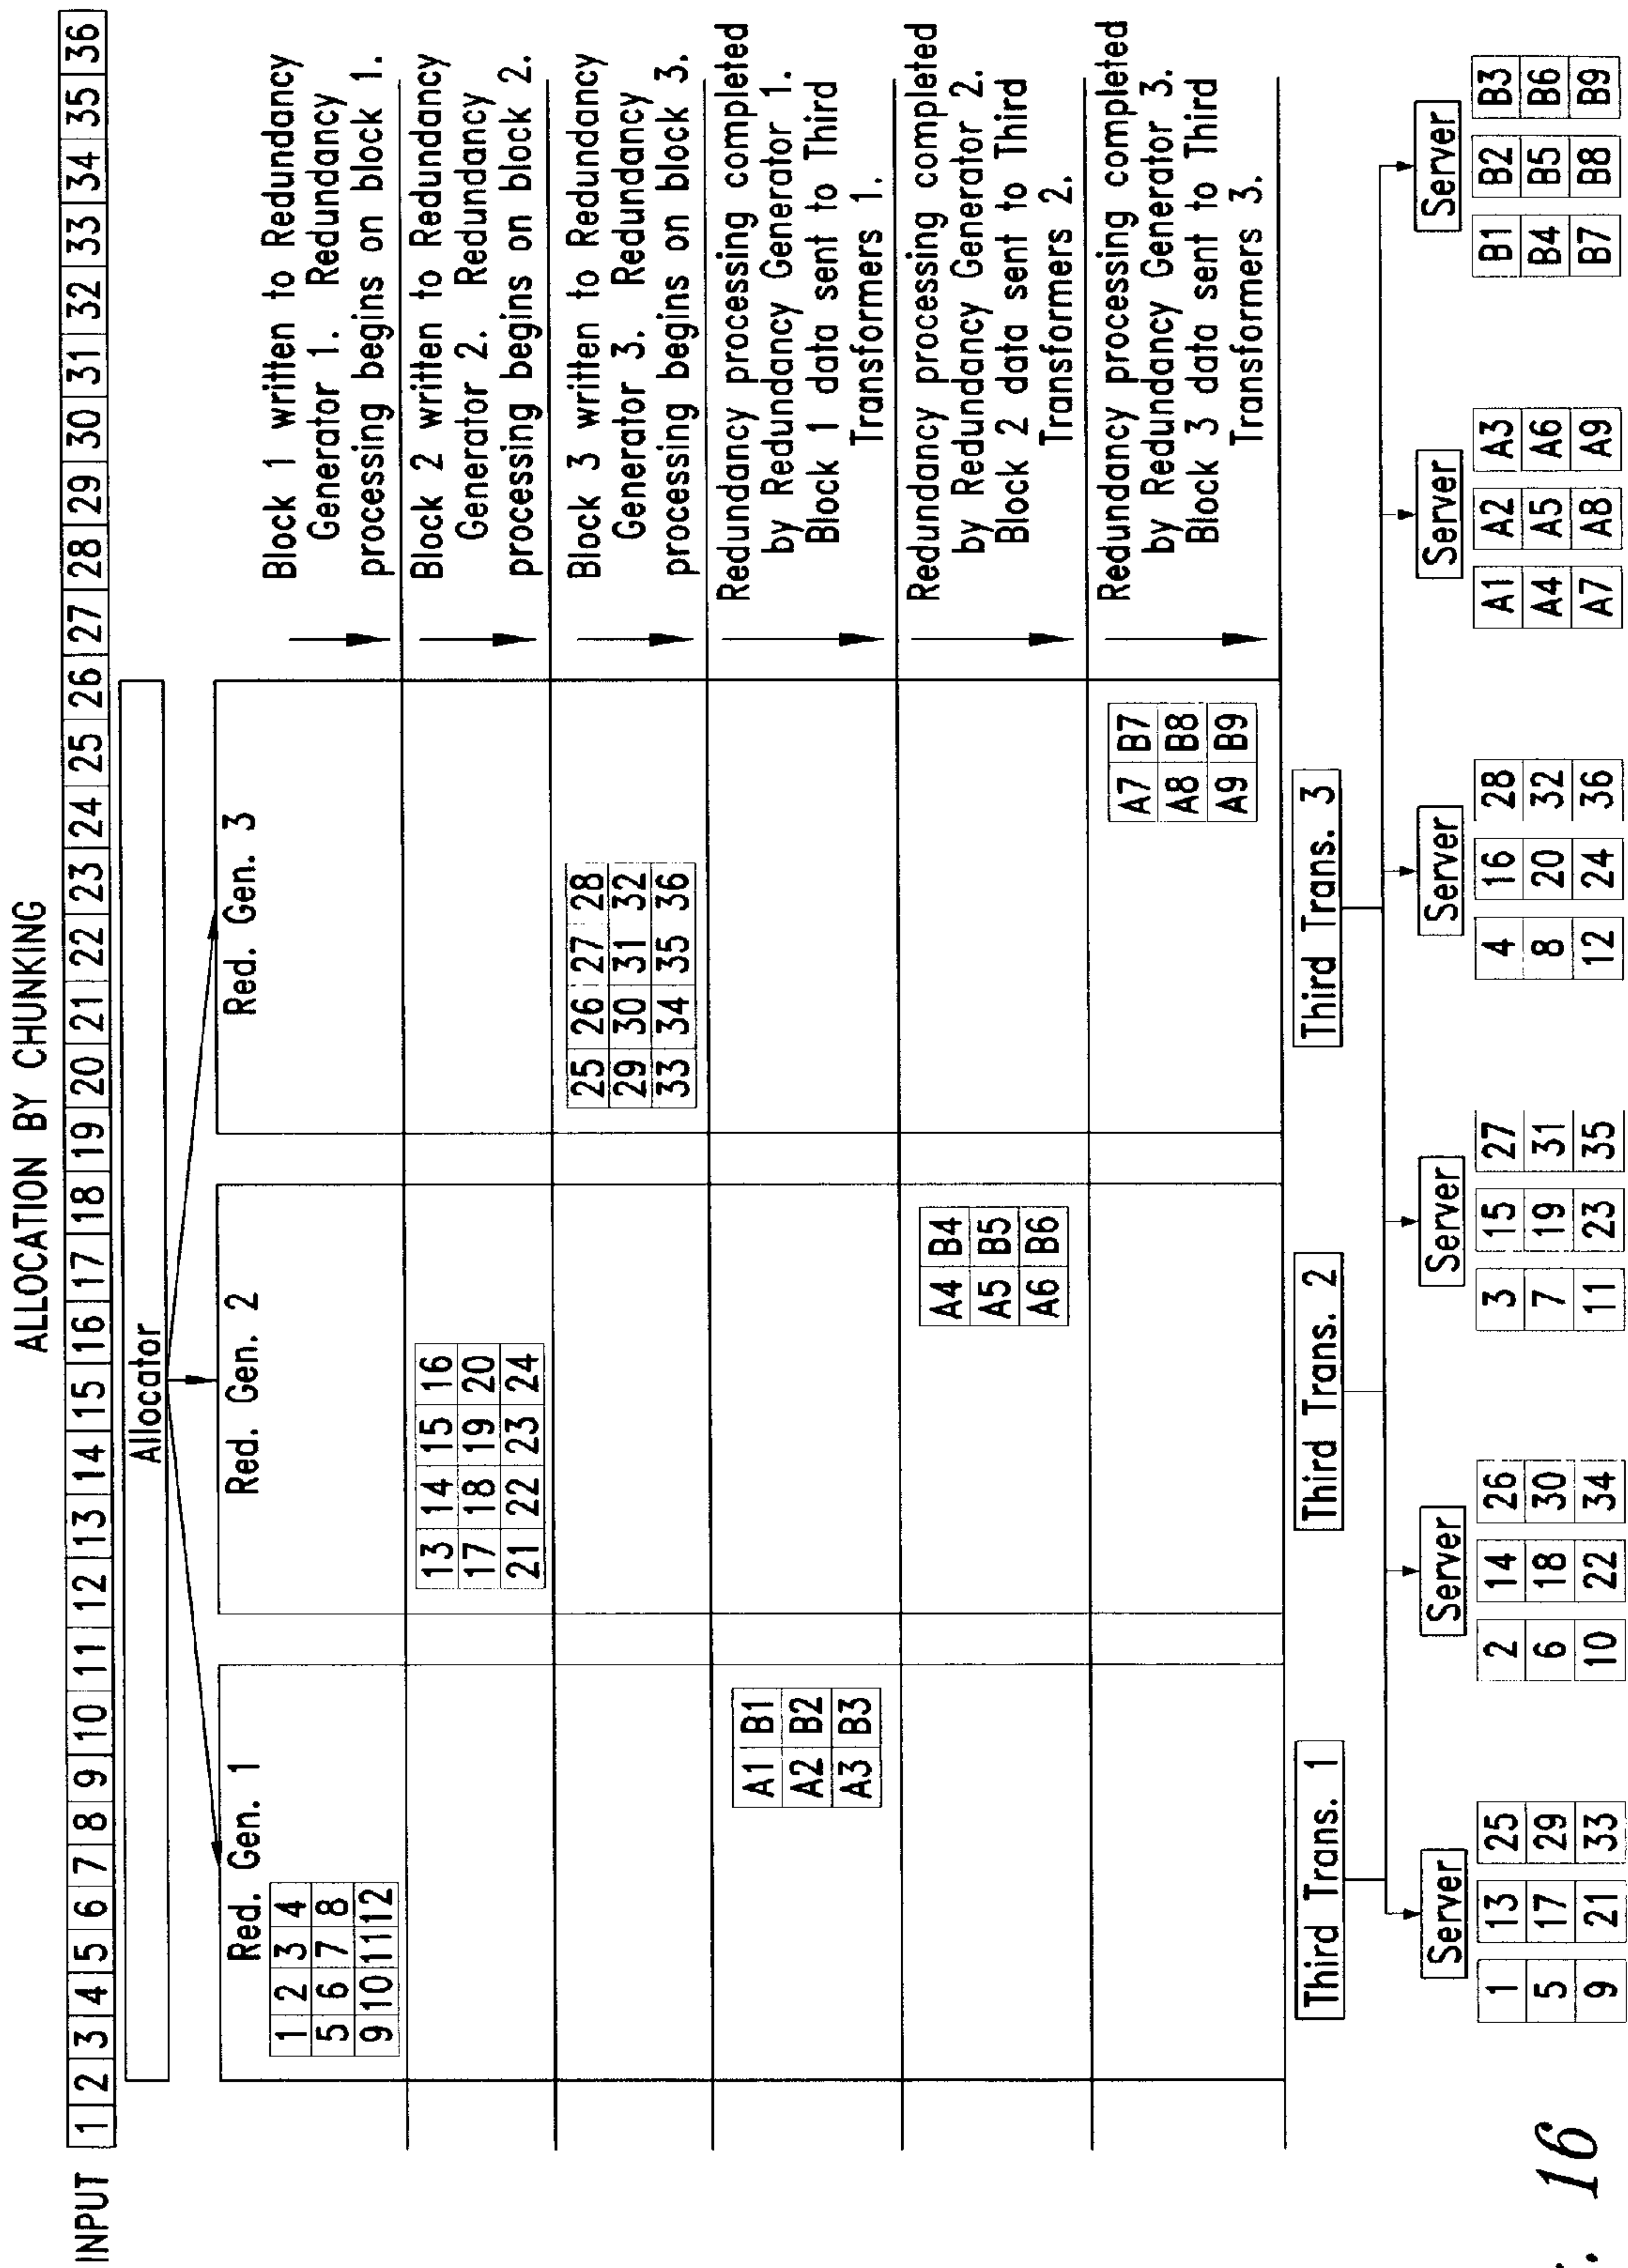 ALLOCATION BY CHUNKING
INPUT 1 2 3 4 5 6 7 8 9 10 11 12 13 14 15 16 17 18 19 20 21 22 23 24 25 26 27 28 29 30 31 32 33 34 35 36
Allocator
Red. Gen. 1
Red. Gen. 2
Red. Gen. 3
1 2 3 4
5 6 7 8
9 10 11 12
Block 1 written to Redundancy
Generator 1. Redundancy
processing begins on block 1.
13 14 15 16
17 18 19 20
21 22 23 24
Block 2 written to Redundancy
Generator 2. Redundancy
processing begins on block 2.
25 26 27 28
29 30 31 32
33 34 35 36
Block 3 written to Redundancy
Generator 3. Redundancy
processing begins on block 3.
A1 B1
A2 B2
A3 B3
Redundancy processing completed
by Redundancy Generator 1.
Block 1 data sent to Third
Transformers 1.
A4 B4
A5 B5
A6 B6
Redundancy processing completed
by Redundancy Generator 2.
Block 2 data sent to Third
Transformers 2.
A7 B7
A8 B8
A9 B9
Redundancy processing completed
by Redundancy Generator 3.
Block 3 data sent to Third
Transformers 3.
Third Trans. 1
Third Trans. 2
Third Trans. 3
Server
1 13 25
5 17 29
9 21 33
Server
2 14 26
6 18 30
10 22 34
Server
3 15 27
7 19 31
11 23 35
Server
4 16 28
8 20 32
12 24 36
Server
A1 A2 A3
A4 A5 A6
A7 A8 A9
Server
B1 B2 B3
B4 B5 B6
B7 B8 B9
16